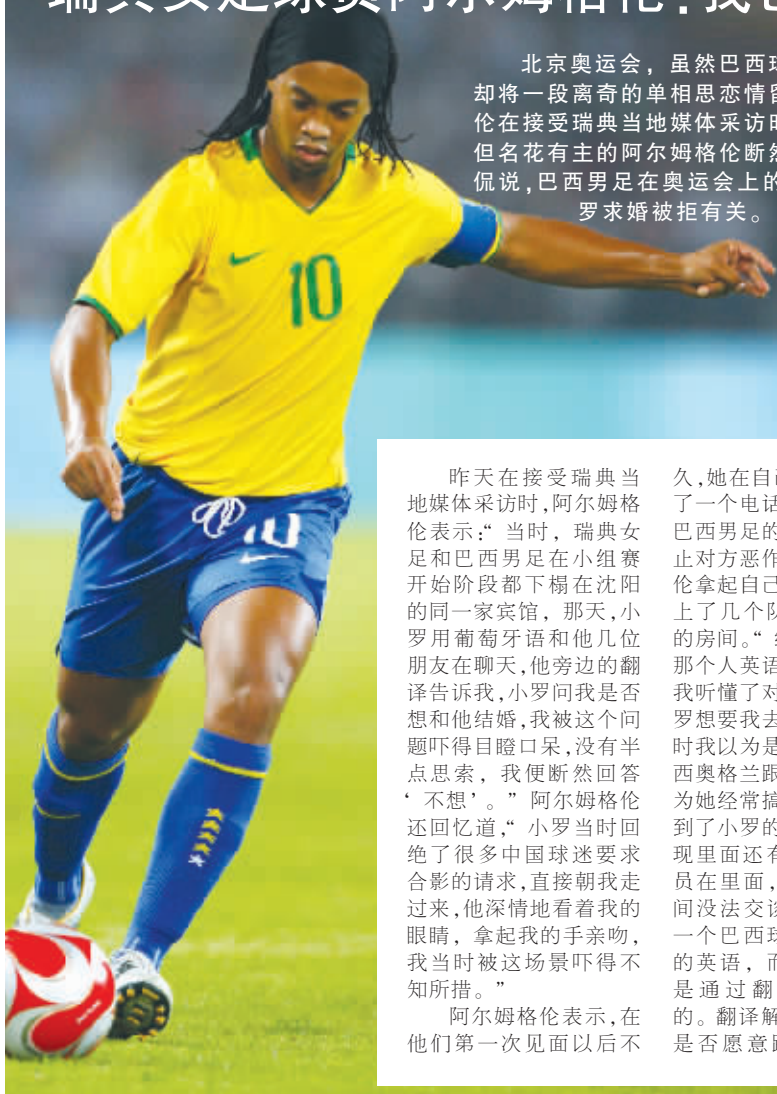 瑞典女足球员阿尔姆格伦:我
北京奥运会，虽然巴西
却将一段离奇的单相思恋情
伦在接受瑞典当地媒体采访
但名花有主的阿尔姆格伦断
侃说,巴西男足在奥运会上的
罗求婚被拒有关。
10
10
昨天在接受瑞典当
地媒体采访时,阿尔姆格
伦表示:“当时，瑞典女
足和巴西男足在小组赛
开始阶段都下榻在沈阳
的同一家宾馆，那天,小
罗用葡萄牙语和他几位
朋友在聊天,他旁边的翻
译告诉我,小罗问我是否
想和他结婚,我被这个问
题吓得目瞪口呆,没有半
点思索，我便断然回答
‘不想’。”阿尔姆格伦
还回忆道,“小罗当时回
绝了很多中国球迷要求
合影的请求,直接朝我走
过来,他深情地看着我的
眼睛，拿起我的手亲吻，
我当时被这场景吓得不
知所措。”
阿尔姆格伦表示,在
他们第一次见面以后不
久,她在自
了一个电话
巴西男足的
止对方恶作
伦拿起自己
上了几个队
的房间。“
那个人英语
我听懂了对
罗想要我去
时我以为是
西奥格兰跟
为她经常搞
到了小罗的
现里面还有
员在里面，
间没法交谈
一个巴西球
的英语，而
是通过翻
的。翻译解
是否愿意